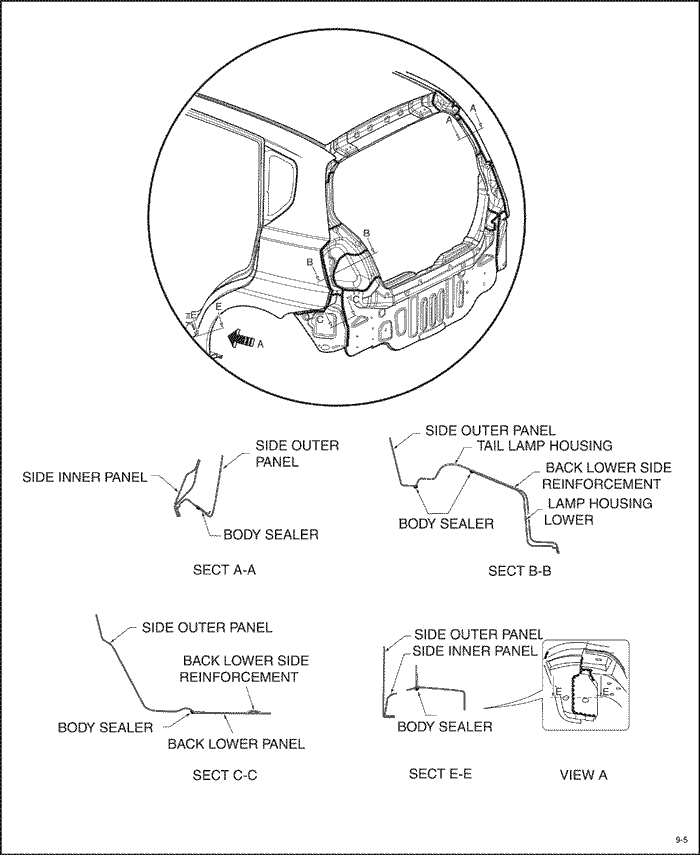 A
A
B
B
C
C
E
E
A
SIDE OUTER
PANEL
SIDE INNER PANEL
BODY SEALER
SECT A-A
SIDE OUTER PANEL
TAIL LAMP HOUSING
BACK LOWER SIDE
REINFORCEMENT
LAMP HOUSING
LOWER
BODY SEALER
SECT B-B
SIDE OUTER PANEL
BACK LOWER SIDE
REINFORCEMENT
BODY SEALER
BACK LOWER PANEL
SECT C-C
SIDE OUTER PANEL
SIDE INNER PANEL
E
E
BODY SEALER
SECT E-E
VIEW A
9-5